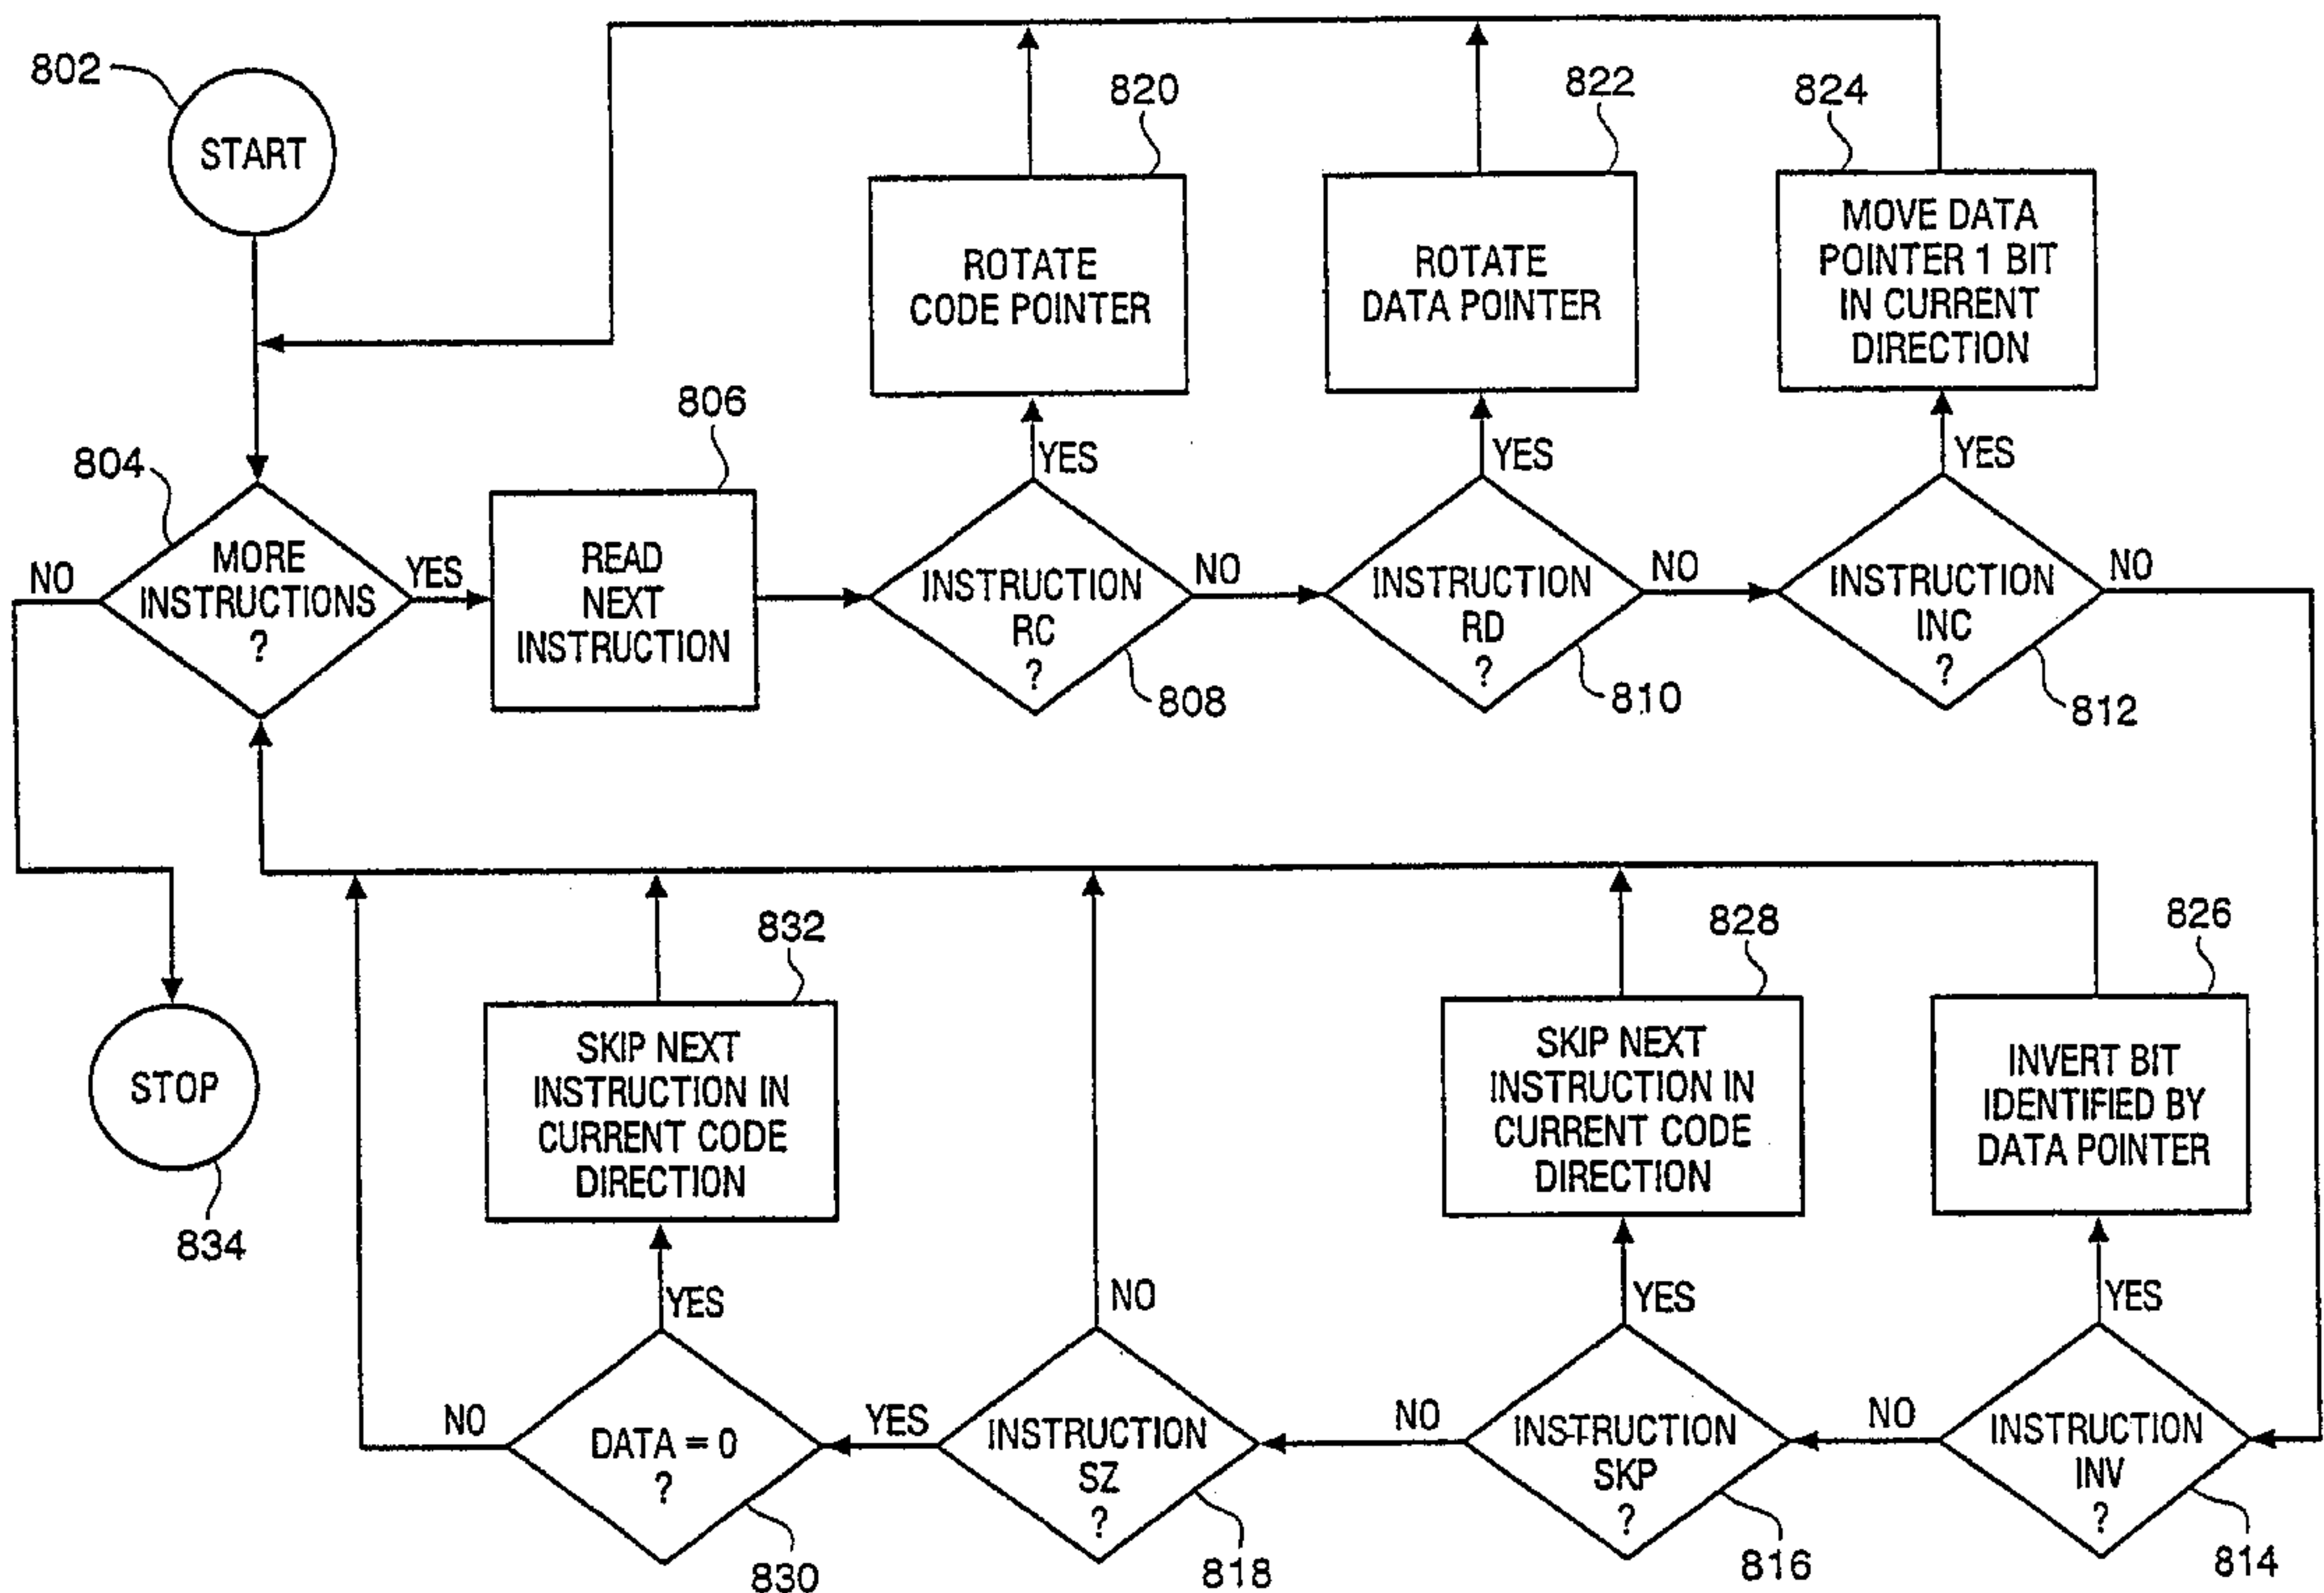 802
START
820
822
824
ROTATE
CODE POINTER
ROTATE
DATA POINTER
MOVE DATA
POINTER 1 BIT
IN CURRENT
DIRECTION
804
806
YES
YES
YES
NO
MORE
INSTRUCTIONS
?
YES
READ
NEXT
INSTRUCTION
INSTRUCTION
RC
?
NO
808
INSTRUCTION
RD
?
NO
810
INSTRUCTION
INC
?
NO
812
832
828
826
STOP
834
SKIP NEXT
INSTRUCTION IN
CURRENT CODE
DIRECTION
SKIP NEXT
INSTRUCTION IN
CURRENT CODE
DIRECTION
INVERT BIT
IDENTIFIED BY
DATA POINTER
YES
NO
YES
YES
NO
DATA = 0
?
830
YES
INSTRUCTION
SZ
?
818
NO
INSTRUCTION
SKP
?
816
NO
INSTRUCTION
INV
?
814